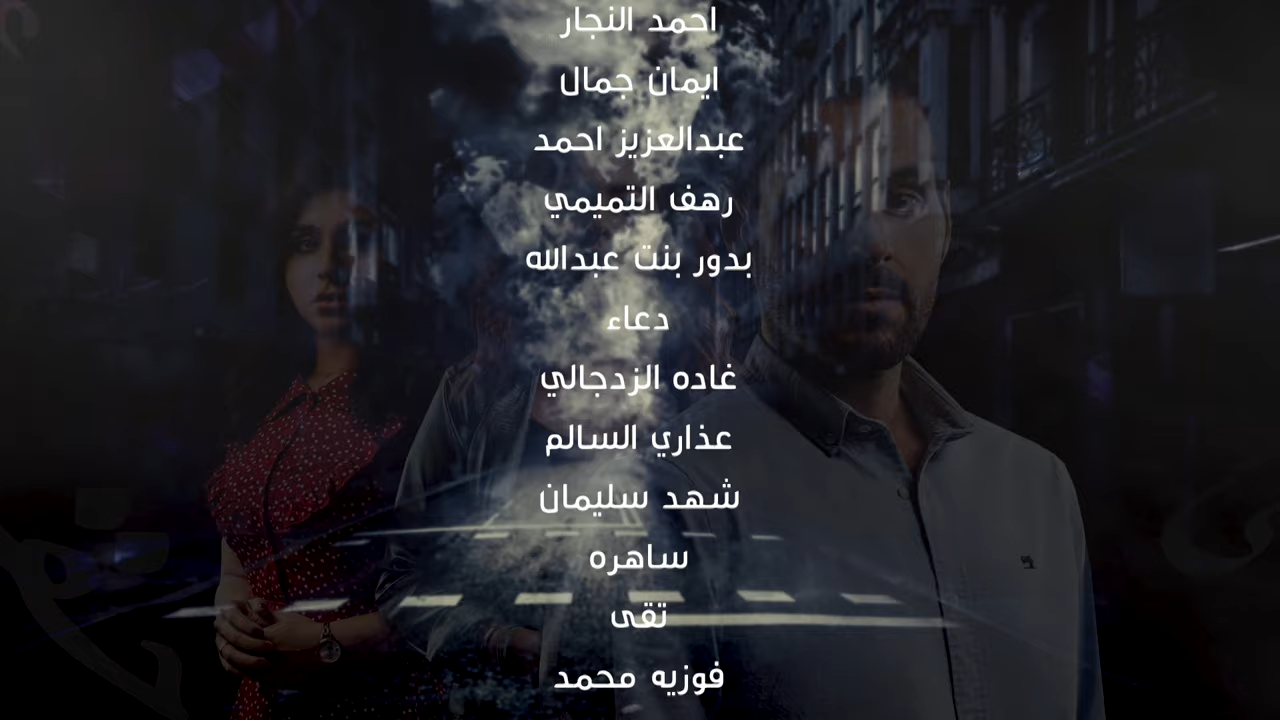 احمد النجار
ايمان جمال
عبدالعزيز احمد
رهف التميمي
بدور بنت عبدالله
دعاء
غاده الزدجالي
عذاري السالم
شهد سليمان
ساهره
تقى
فوزيه محمد